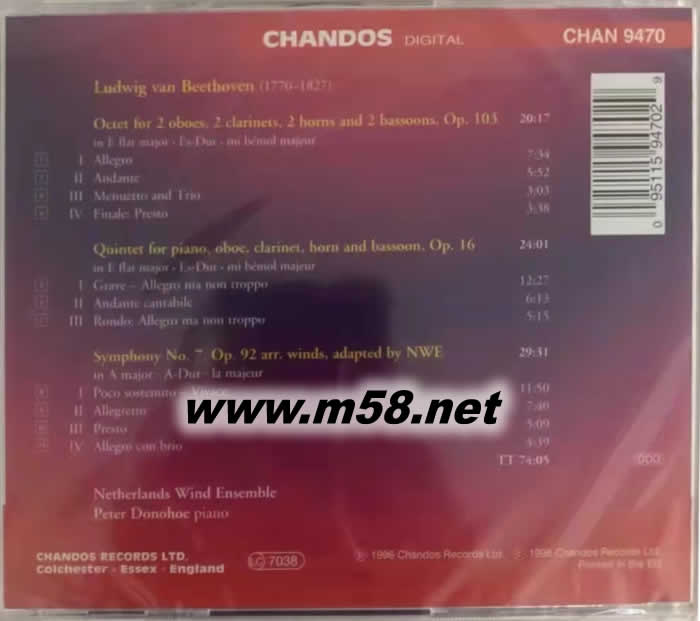 CHANDOS DIGITAL CHAN 9470
Ludwig van Beethoven (1770–1827)
Octet for 2 oboes, 2 clarinets, 2 horns and 2 bassoons, Op. 103 20:17
in E flat major · Es-Dur · mi bémol majeur
I Allegro 7:34
II Andante 5:52
III Menuetto and Trio 3:03
IV Finale: Presto 3:38
Quintet for piano, oboe, clarinet, horn and bassoon, Op. 16 24:01
in E flat major · Es-Dur · mi bémol majeur
I Grave – Allegro ma non troppo 12:27
II Andante cantabile 6:13
III Rondo: Allegro ma non troppo 5:15
Symphony No. 7, Op. 92 arr. winds, adapted by NWE 29:31
in A major · A-Dur · la majeur
I Poco sostenuto – Vivace 11:50
www.m58.net
II Allegretto 7:40
III Presto 5:09
IV Allegro con brio 4:39
TT 74:05
DDD
Netherlands Wind Ensemble
Peter Donohoe piano
CHANDOS RECORDS LTD.
Colchester · Essex · England
LC 7038
℗ 1996 Chandos Records Ltd. © 1996 Chandos Records Ltd.
Printed in the EU
0 95115 94702 9